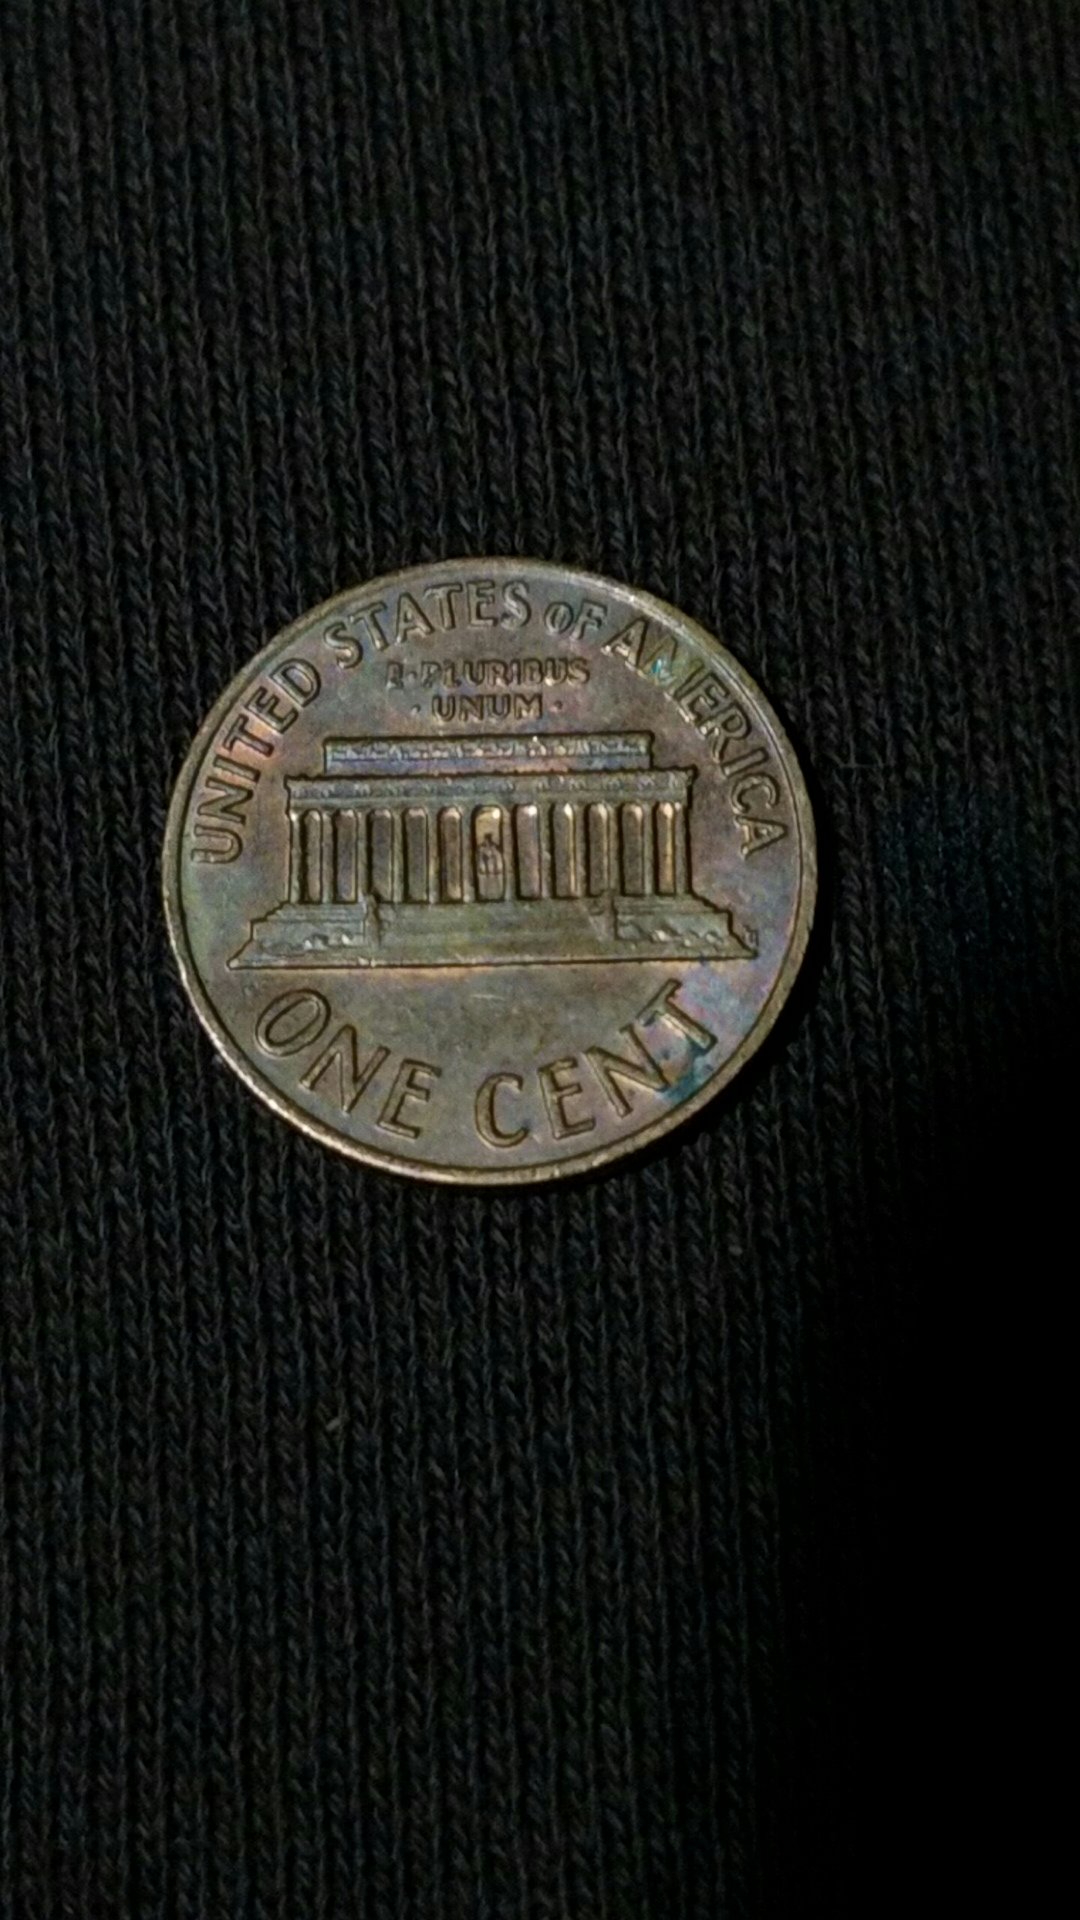 UNITED STATES OF AMERICA
E·PLURIBUS
·UNUM·
ONE CENT